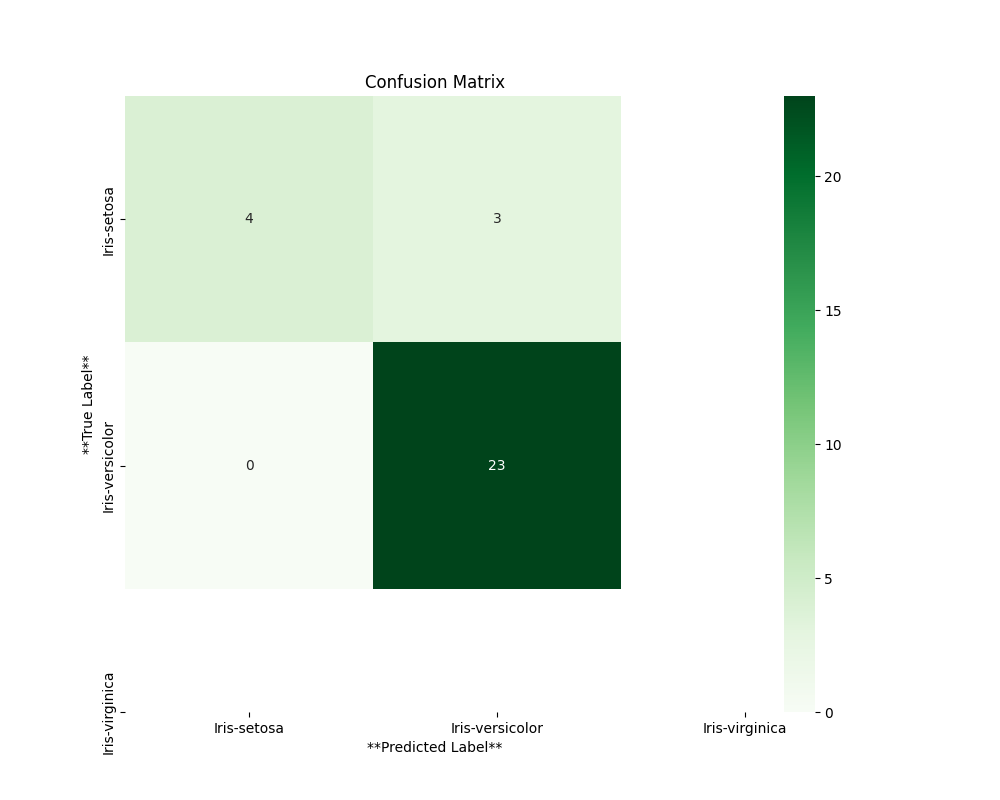 Confusion Matrix
Iris-setosa
4
3
Iris-versicolor
0
23
Iris-virginica
**True Label**
Iris-setosa
Iris-versicolor
Iris-virginica
**Predicted Label**
20
15
10
5
0